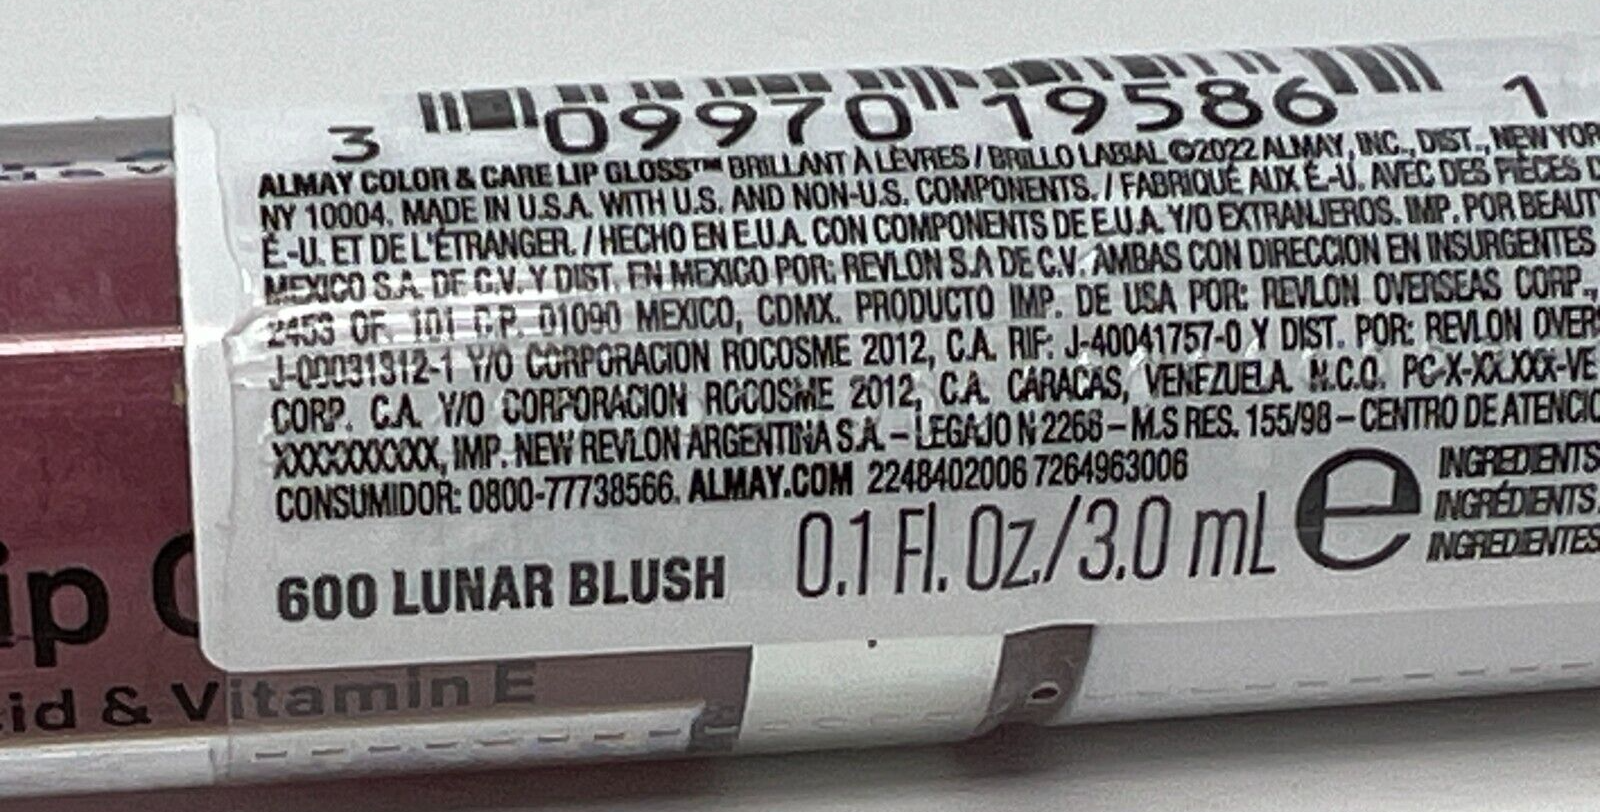 3 09970 19586 1
ALMAY COLOR & CARE LIP GLOSS™ BRILLANT À LÈVRES / BRILLO LABIAL ©2022 ALMAY, INC., DIST., NEW YOR
NY 10004. MADE IN U.S.A. WITH U.S. AND NON-U.S. COMPONENTS. / FABRIQUÉ AUX É.-U. AVEC DES PIÈCES D
É.-U. ET DE L'ÉTRANGER. / HECHO EN E.U.A. CON COMPONENTS DE E.U.A. Y/O EXTRANJEROS. IMP. POR BEAUT
MEXICO S.A. DE C.V. Y DIST. EN MEXICO POR: REVLON S.A DE C.V. AMBAS CON DIRECCION EN INSURGENTES
2453 OF. 101 C.P. 01090 MEXICO, CDMX. PRODUCTO IMP. DE USA POR: REVLON OVERSEAS CORP.,
J-00031312-1 Y/O CORPORACION ROCOSME 2012, C.A. RIF: J-40041757-0 Y DIST. POR: REVLON OVERS
CORP. C.A. Y/O CORPORACION ROCOSME 2012, C.A. CARACAS, VENEZUELA. N.C.O. PC-X-XX.XXX-VE
XXXXXXXXXX, IMP. NEW REVLON ARGENTINA S.A. – LEGAJO N 2266 – M.S RES. 155/98 – CENTRO DE ATENCIO
CONSUMIDOR: 0800-77738566. ALMAY.COM 2248402006 7264963006
INGREDIENTS
INGRÉDIENTS
INGREDIENTES
600 LUNAR BLUSH 0.1 Fl. Oz./3.0 mL e
ip
id & Vitamin E